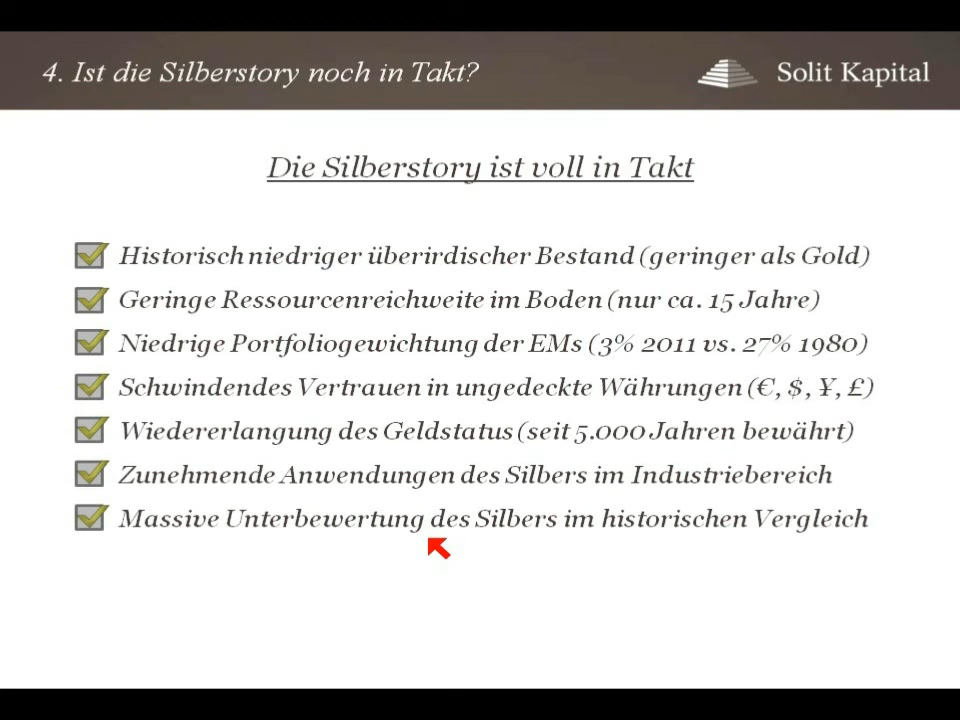 4. Ist die Silberstory noch in Takt?
Solit Kapital
Die Silberstory ist voll in Takt
Historisch niedriger überirdischer Bestand (geringer als Gold)
Geringe Ressourcenreichweite im Boden (nur ca. 15 Jahre)
Niedrige Portfoliogewichtung der EMs (3% 2011 vs. 27% 1980)
Schwindendes Vertrauen in ungedeckte Währungen (€, $, ¥, £)
Wiedererlangung des Geldstatus (seit 5.000 Jahren bewährt)
Zunehmende Anwendungen des Silbers im Industriebereich
Massive Unterbewertung des Silbers im historischen Vergleich